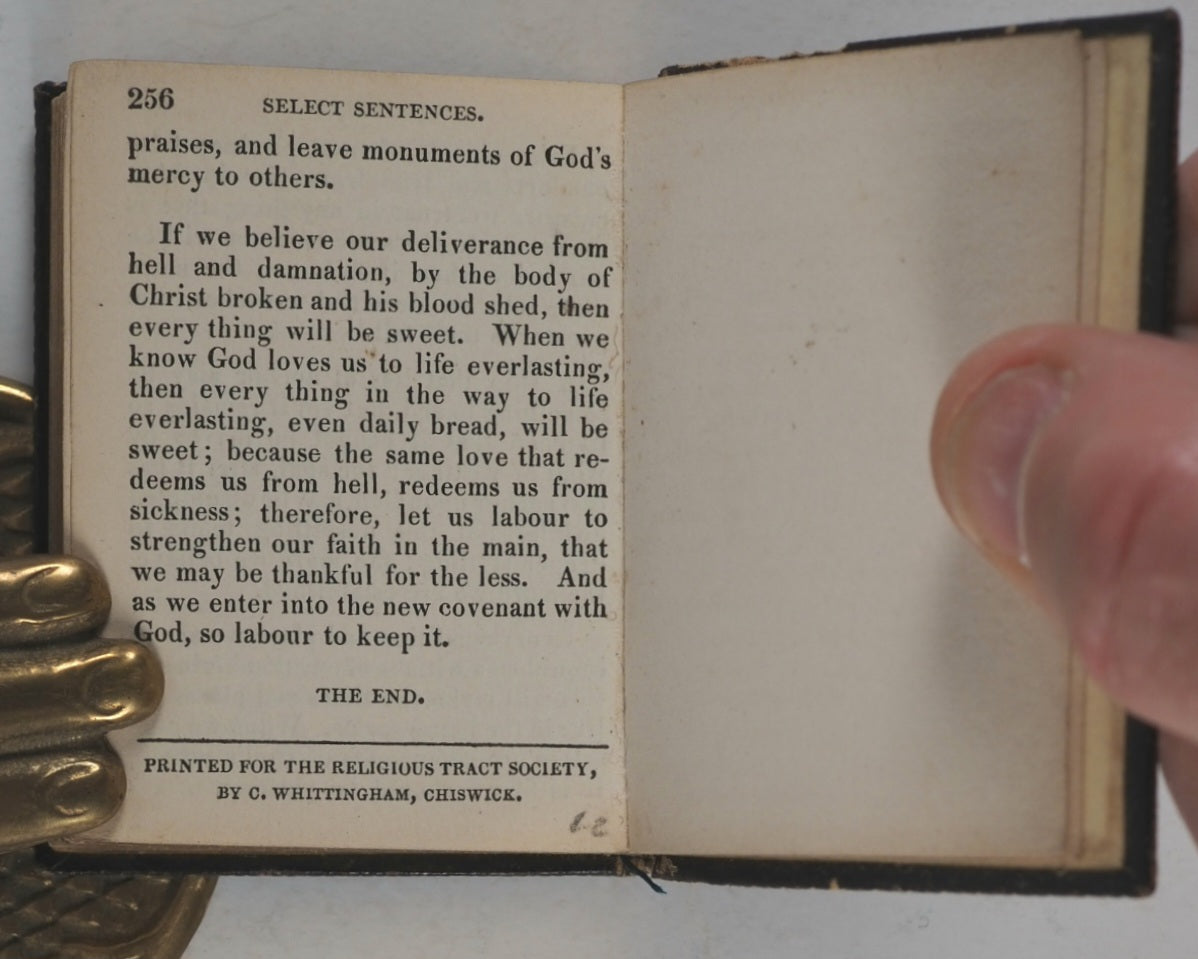 256 SELECT SENTENCES.
praises, and leave monuments of God's
mercy to others.
If we believe our deliverance from
hell and damnation, by the body of
Christ broken and his blood shed, then
every thing will be sweet. When we
know God loves us to life everlasting,
then every thing in the way to life
everlasting, even daily bread, will be
sweet; because the same love that re-
deems us from hell, redeems us from
sickness; therefore, let us labour to
strengthen our faith in the main, that
we may be thankful for the less. And
as we enter into the new covenant with
God, so labour to keep it.
THE END.
PRINTED FOR THE RELIGIOUS TRACT SOCIETY,
BY C. WHITTINGHAM, CHISWICK.